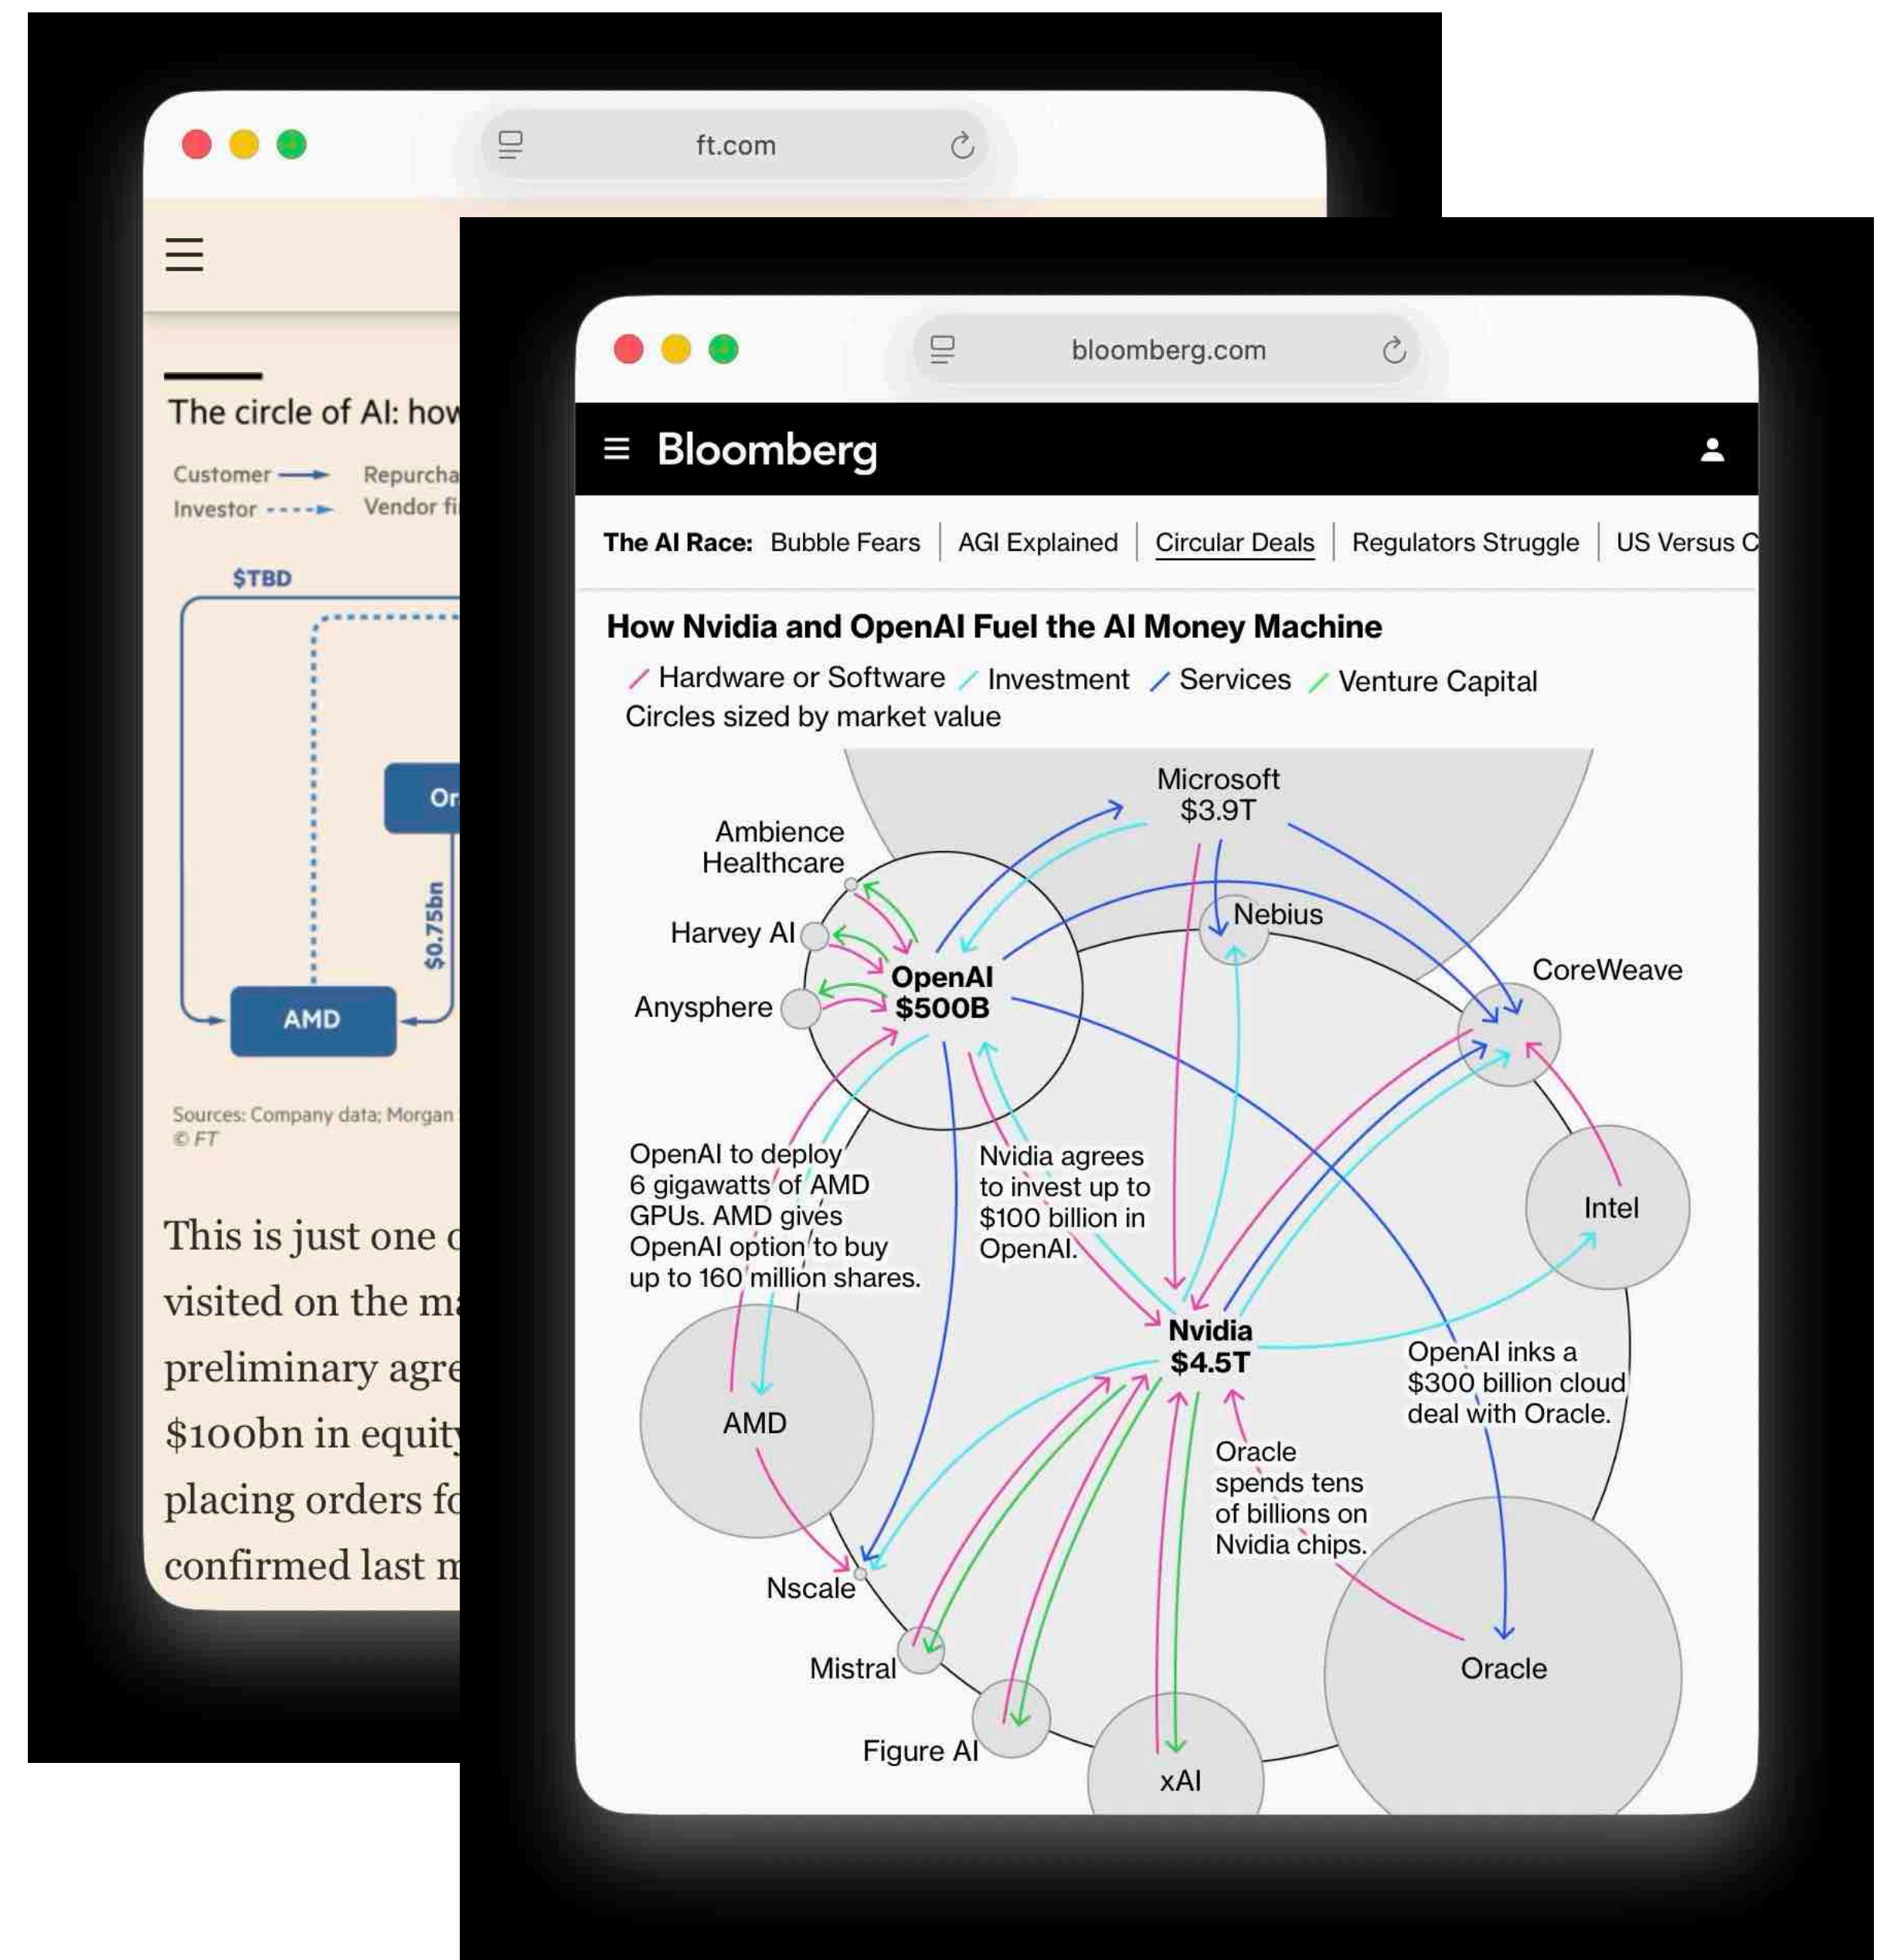 ft.com
The circle of AI: how
Customer
Repurcha
Investor
Vendor fi
$TBD
Or
$0.75bn
AMD
Sources: Company data; Morgan
© FT
This is just one o
visited on the ma
preliminary agre
$100bn in equity
placing orders fo
confirmed last m
bloomberg.com
Bloomberg
The AI Race: Bubble Fears AGI Explained Circular Deals Regulators Struggle US Versus C
How Nvidia and OpenAI Fuel the AI Money Machine
Hardware or Software Investment Services Venture Capital
Circles sized by market value
Microsoft
$3.9T
Ambience
Healthcare
Harvey AI
Anysphere
OpenAI
$500B
Nebius
CoreWeave
OpenAI to deploy
6 gigawatts of AMD
GPUs. AMD gives
OpenAI option to buy
up to 160 million shares.
Nvidia agrees
to invest up to
$100 billion in
OpenAI.
Intel
Nvidia
$4.5T
OpenAI inks a
$300 billion cloud
deal with Oracle.
AMD
Oracle
spends tens
of billions on
Nvidia chips.
Nscale
Mistral
Figure AI
xAI
Oracle